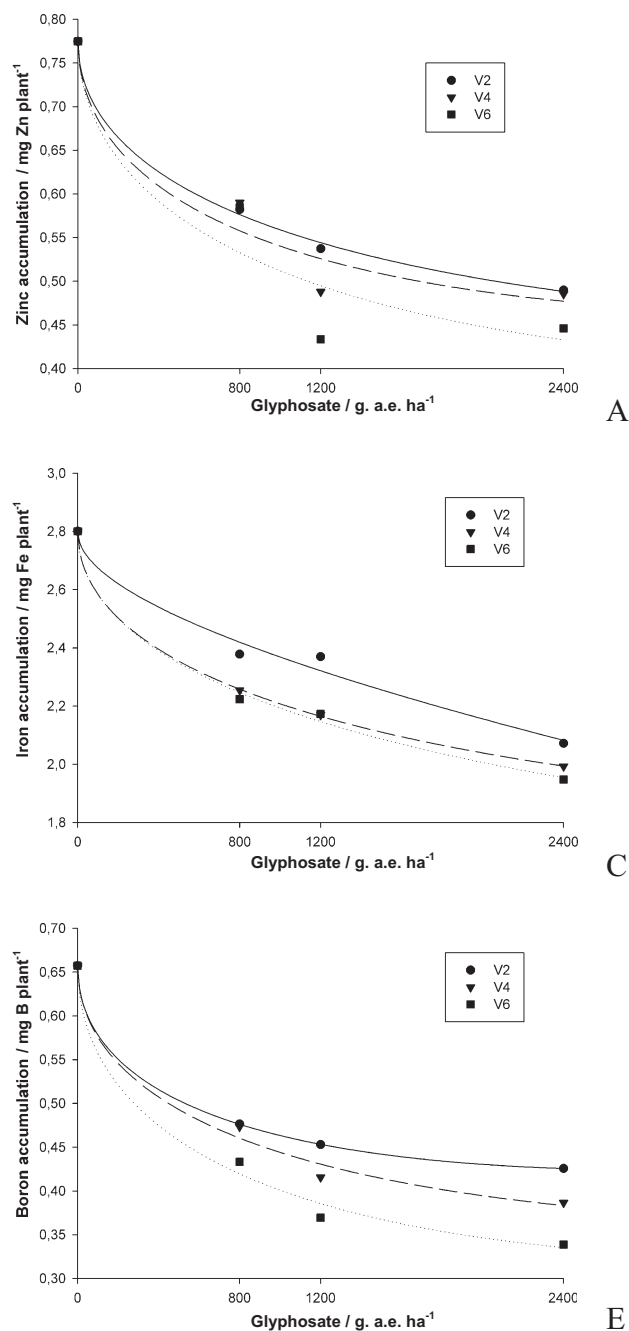 0,80
0,75
0,70
0,65
0,60
0,55
0,50
0,45
0,40
Zinc accumulation / mg Zn plant⁻¹
V2
V4
V6
0 800 1200 2400
Glyphosate / g. a.e. ha⁻¹
A
3,0
2,8
2,6
2,4
2,2
2,0
1,8
Iron accumulation / mg Fe plant⁻¹
V2
V4
V6
0 800 1200 2400
Glyphosate / g. a.e. ha⁻¹
C
0,70
0,65
0,60
0,55
0,50
0,45
0,40
0,35
0,30
Boron accumulation / mg B plant⁻¹
V2
V4
V6
0 800 1200 2400
Glyphosate / g. a.e. ha⁻¹
E